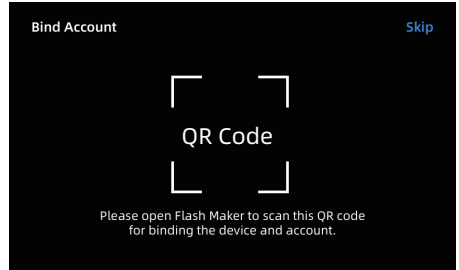 Bind Account
Skip
QR Code
Please open Flash Maker to scan this QR code
for binding the device and account.